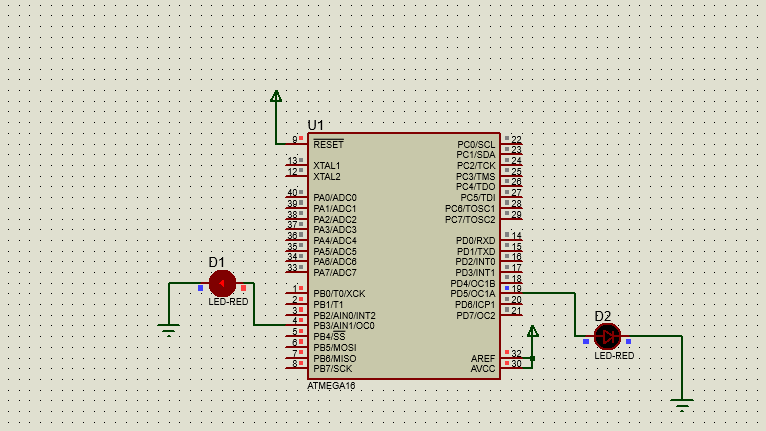 U1
9 RESET
13 XTAL1
12 XTAL2
40 PA0/ADC0
39 PA1/ADC1
38 PA2/ADC2
37 PA3/ADC3
36 PA4/ADC4
35 PA5/ADC5
34 PA6/ADC6
33 PA7/ADC7
1 PB0/T0/XCK
2 PB1/T1
3 PB2/AIN0/INT2
4 PB3/AIN1/OC0
5 PB4/SS
6 PB5/MOSI
7 PB6/MISO
8 PB7/SCK
PC0/SCL 22
PC1/SDA 23
PC2/TCK 24
PC3/TMS 25
PC4/TDO 26
PC5/TDI 27
PC6/TOSC1 28
PC7/TOSC2 29
PD0/RXD 14
PD1/TXD 15
PD2/INT0 16
PD3/INT1 17
PD4/OC1B 18
PD5/OC1A 19
PD6/ICP1 20
PD7/OC2 21
AREF 32
AVCC 30
ATMEGA16
D1
LED-RED
D2
LED-RED